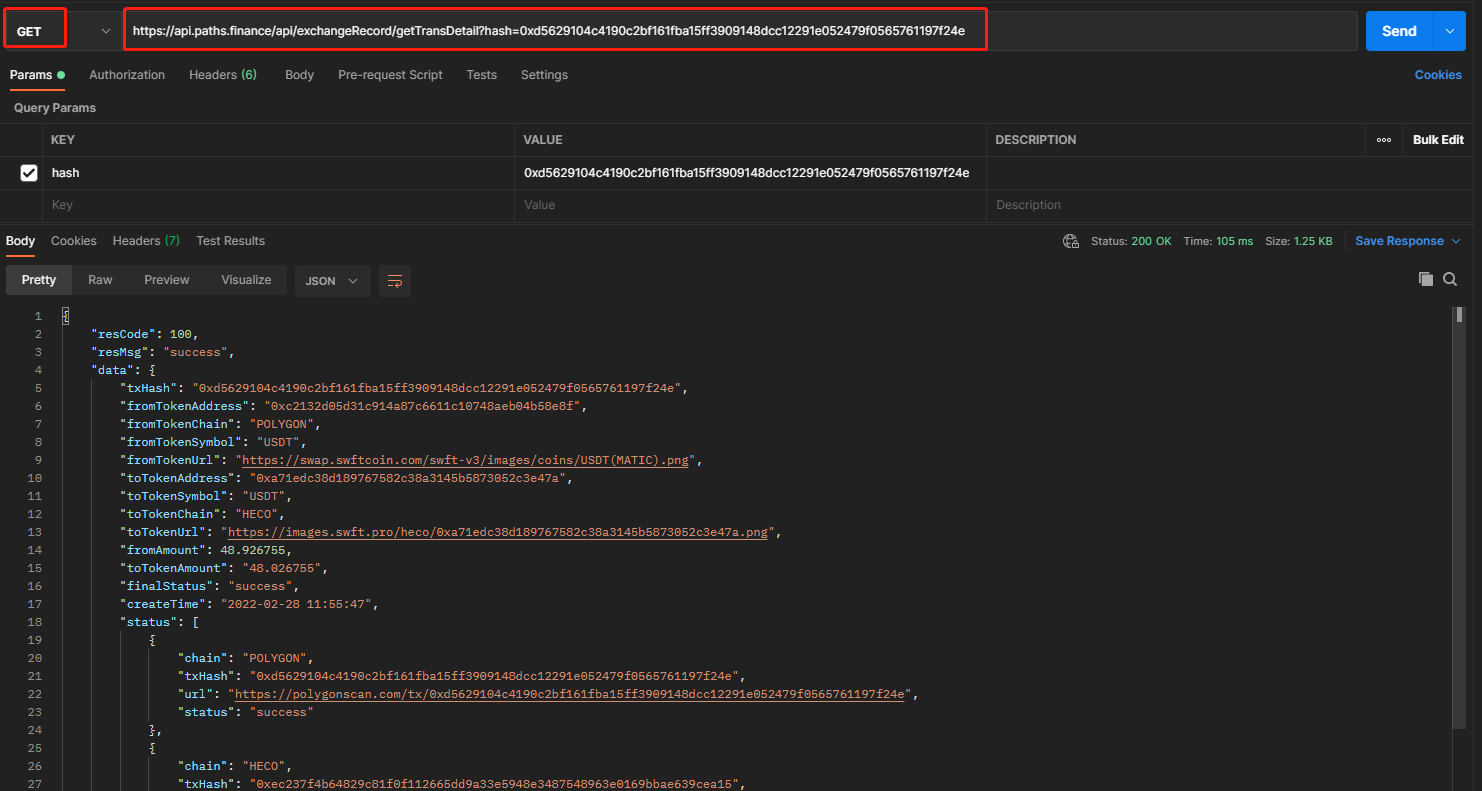 GET https://api.paths.finance/api/exchangeRecord/getTransDetail?hash=0xd5629104c4190c2bf161fba15ff3909148dcc12291e052479f0565761197f24e Send
Params Authorization Headers (6) Body Pre-request Script Tests Settings Cookies
Query Params
KEY VALUE DESCRIPTION ooo Bulk Edit
hash 0xd5629104c4190c2bf161fba15ff3909148dcc12291e052479f0565761197f24e
Key Value Description
Body Cookies Headers (7) Test Results Status: 200 OK Time: 105 ms Size: 1.25 KB Save Response
Pretty Raw Preview Visualize JSON
1 {
2 "resCode": 100,
3 "resMsg": "success",
4 "data": {
5 "txHash": "0xd5629104c4190c2bf161fba15ff3909148dcc12291e052479f0565761197f24e",
6 "fromTokenAddress": "0xc2132d05d31c914a87c6611c10748aeb04b58e8f",
7 "fromTokenChain": "POLYGON",
8 "fromTokenSymbol": "USDT",
9 "fromTokenUrl": "https://swap.swftcoin.com/swft-v3/images/coins/USDT(MATIC).png",
10 "toTokenAddress": "0xa71edc38d189767582c38a3145b5873052c3e47a",
11 "toTokenSymbol": "USDT",
12 "toTokenChain": "HECO",
13 "toTokenUrl": "https://images.swft.pro/heco/0xa71edc38d189767582c38a3145b5873052c3e47a.png",
14 "fromAmount": 48.926755,
15 "toTokenAmount": "48.026755",
16 "finalStatus": "success",
17 "createTime": "2022-02-28 11:55:47",
18 "status": [
19 {
20 "chain": "POLYGON",
21 "txHash": "0xd5629104c4190c2bf161fba15ff3909148dcc12291e052479f0565761197f24e",
22 "url": "https://polygonscan.com/tx/0xd5629104c4190c2bf161fba15ff3909148dcc12291e052479f0565761197f24e",
23 "status": "success"
24 },
25 {
26 "chain": "HECO",
27 "txHash": "0xec237f4b64829c81f0f112665dd9a33e5948e3487548963e0169bbae639cea15",